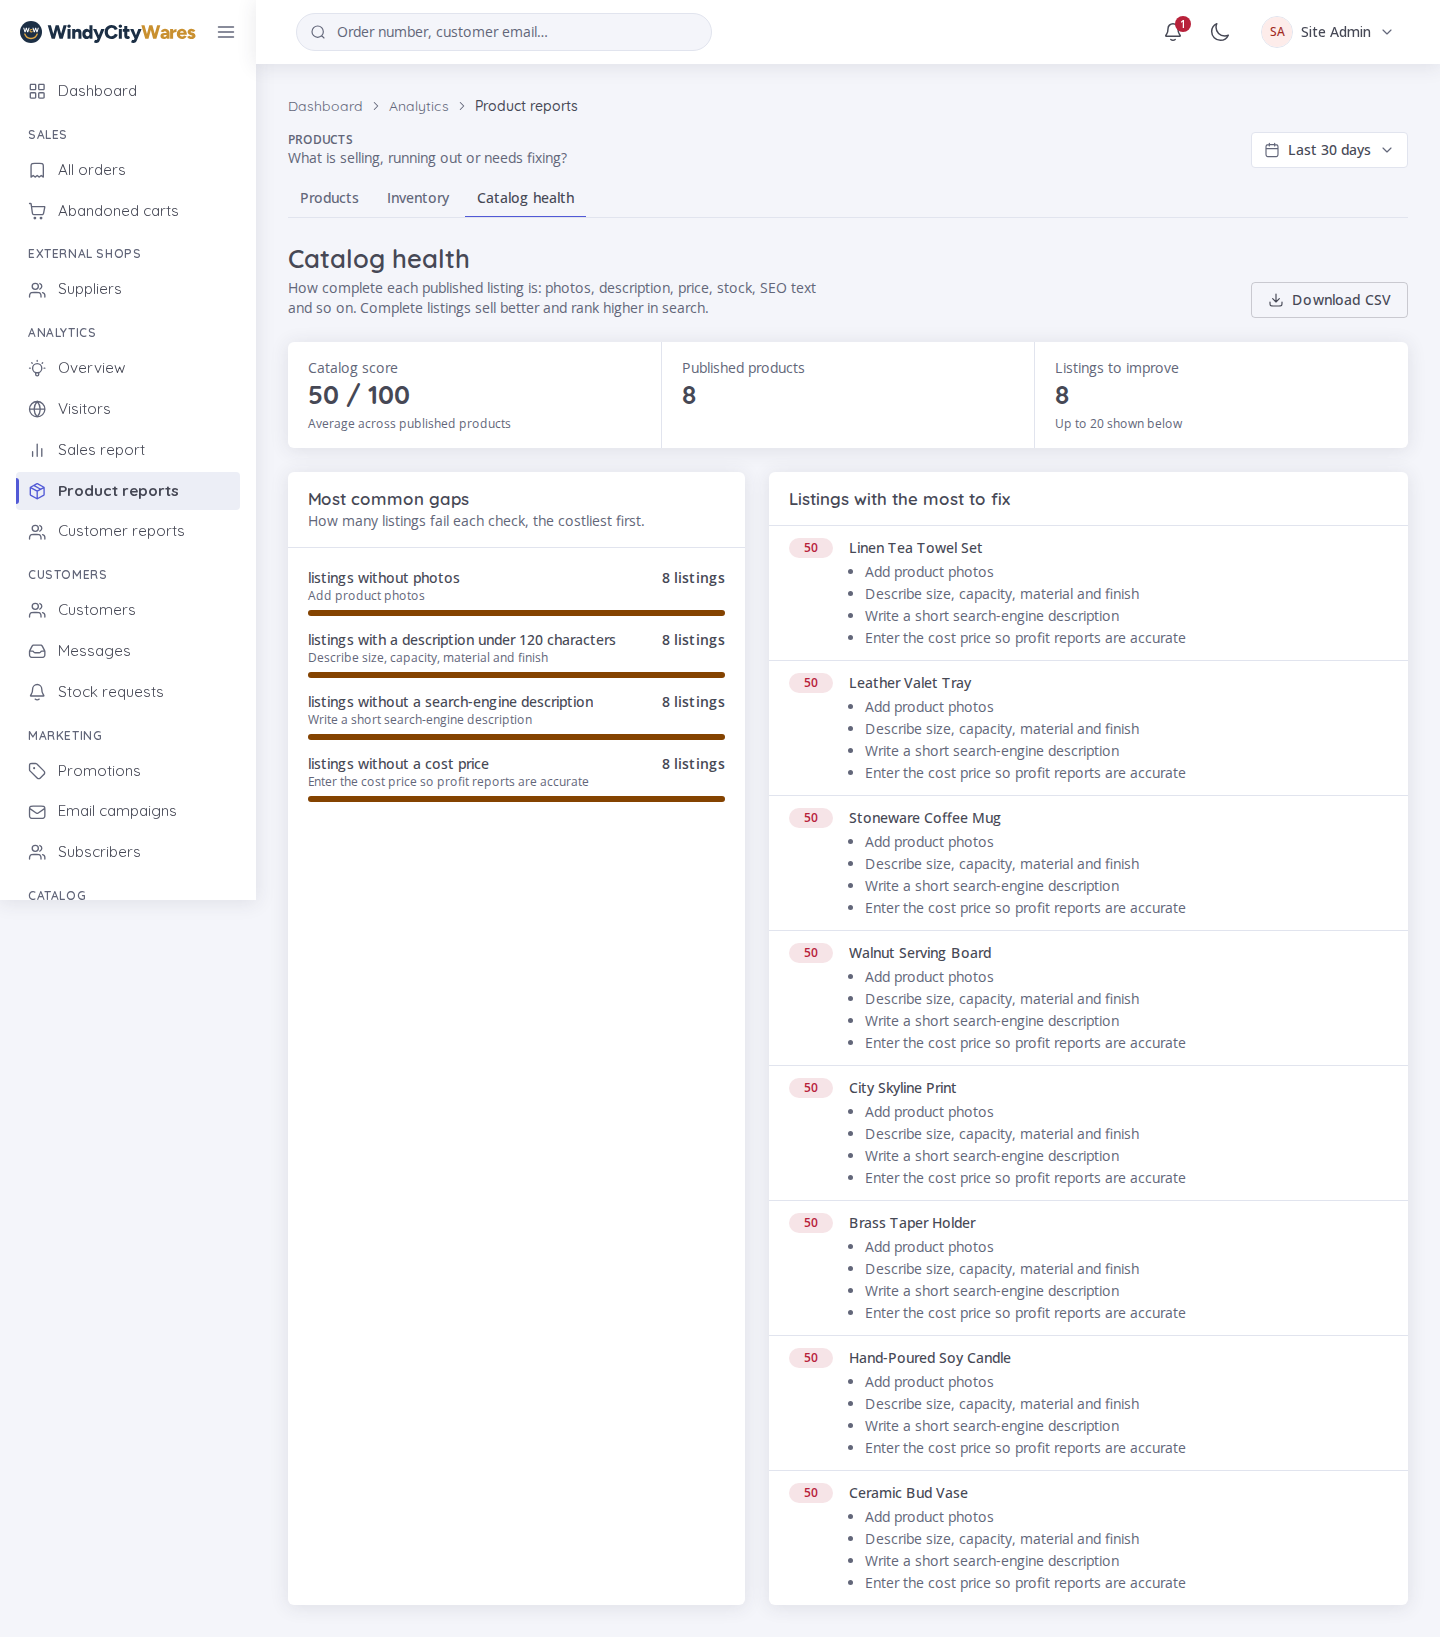 WCW WindyCityWares
Order number, customer email...
1
SA Site Admin
Dashboard
SALES
All orders
Abandoned carts
EXTERNAL SHOPS
Suppliers
ANALYTICS
Overview
Visitors
Sales report
Product reports
Customer reports
CUSTOMERS
Customers
Messages
Stock requests
MARKETING
Promotions
Email campaigns
Subscribers
CATALOG
Dashboard > Analytics > Product reports
PRODUCTS
What is selling, running out or needs fixing?
Last 30 days
Products Inventory Catalog health
Catalog health
How complete each published listing is: photos, description, price, stock, SEO text
and so on. Complete listings sell better and rank higher in search.
Download CSV
Catalog score
50 / 100
Average across published products
Published products
8
Listings to improve
8
Up to 20 shown below
Most common gaps
How many listings fail each check, the costliest first.
listings without photos 8 listings
Add product photos
listings with a description under 120 characters 8 listings
Describe size, capacity, material and finish
listings without a search-engine description 8 listings
Write a short search-engine description
listings without a cost price 8 listings
Enter the cost price so profit reports are accurate
Listings with the most to fix
50 Linen Tea Towel Set
• Add product photos
• Describe size, capacity, material and finish
• Write a short search-engine description
• Enter the cost price so profit reports are accurate
50 Leather Valet Tray
• Add product photos
• Describe size, capacity, material and finish
• Write a short search-engine description
• Enter the cost price so profit reports are accurate
50 Stoneware Coffee Mug
• Add product photos
• Describe size, capacity, material and finish
• Write a short search-engine description
• Enter the cost price so profit reports are accurate
50 Walnut Serving Board
• Add product photos
• Describe size, capacity, material and finish
• Write a short search-engine description
• Enter the cost price so profit reports are accurate
50 City Skyline Print
• Add product photos
• Describe size, capacity, material and finish
• Write a short search-engine description
• Enter the cost price so profit reports are accurate
50 Brass Taper Holder
• Add product photos
• Describe size, capacity, material and finish
• Write a short search-engine description
• Enter the cost price so profit reports are accurate
50 Hand-Poured Soy Candle
• Add product photos
• Describe size, capacity, material and finish
• Write a short search-engine description
• Enter the cost price so profit reports are accurate
50 Ceramic Bud Vase
• Add product photos
• Describe size, capacity, material and finish
• Write a short search-engine description
• Enter the cost price so profit reports are accurate